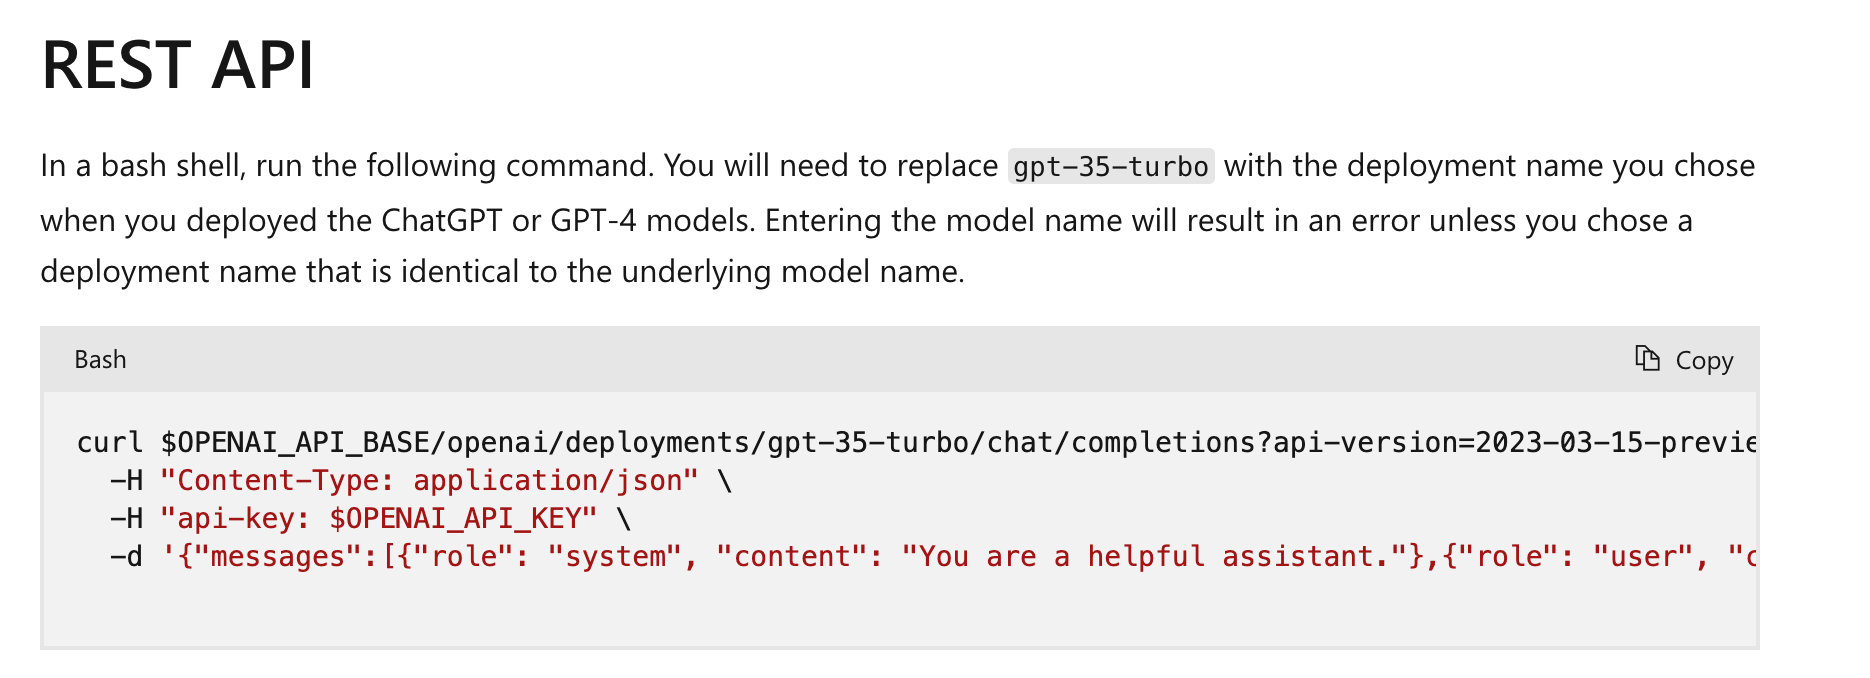 REST API
In a bash shell, run the following command. You will need to replace gpt-35-turbo with the deployment name you chose
when you deployed the ChatGPT or GPT-4 models. Entering the model name will result in an error unless you chose a
deployment name that is identical to the underlying model name.
Bash
Copy
curl $OPENAI_API_BASE/openai/deployments/gpt-35-turbo/chat/completions?api-version=2023-03-15-previe
-H "Content-Type: application/json" \
-H "api-key: $OPENAI_API_KEY" \
-d '{"messages":[{"role": "system", "content": "You are a helpful assistant."},{"role": "user", "c